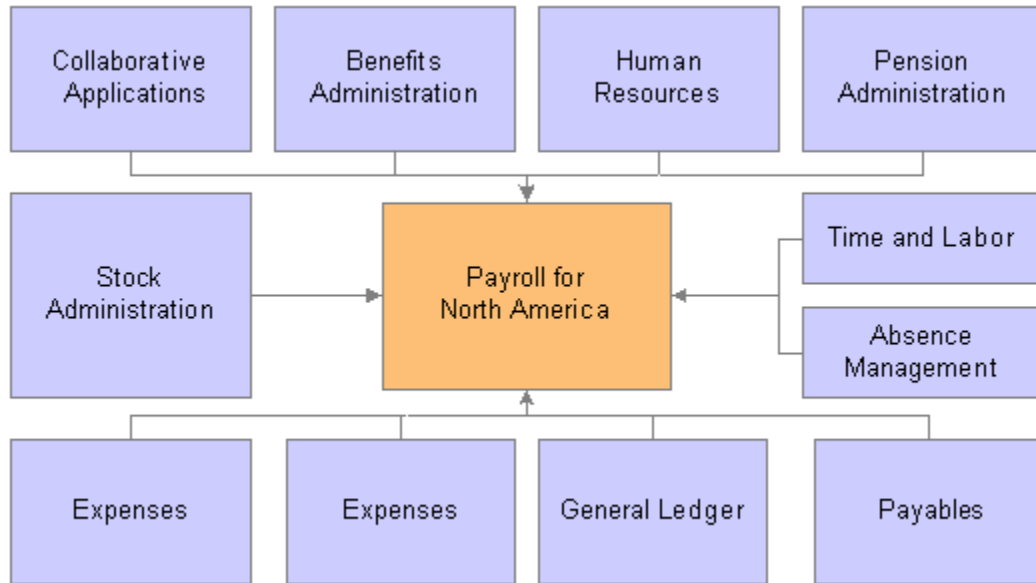 Collaborative
Applications
Benefits
Administration
Human
Resources
Pension
Administration
Stock
Administration
Payroll for
North America
Time and Labor
Absence
Management
Expenses
Expenses
General Ledger
Payables